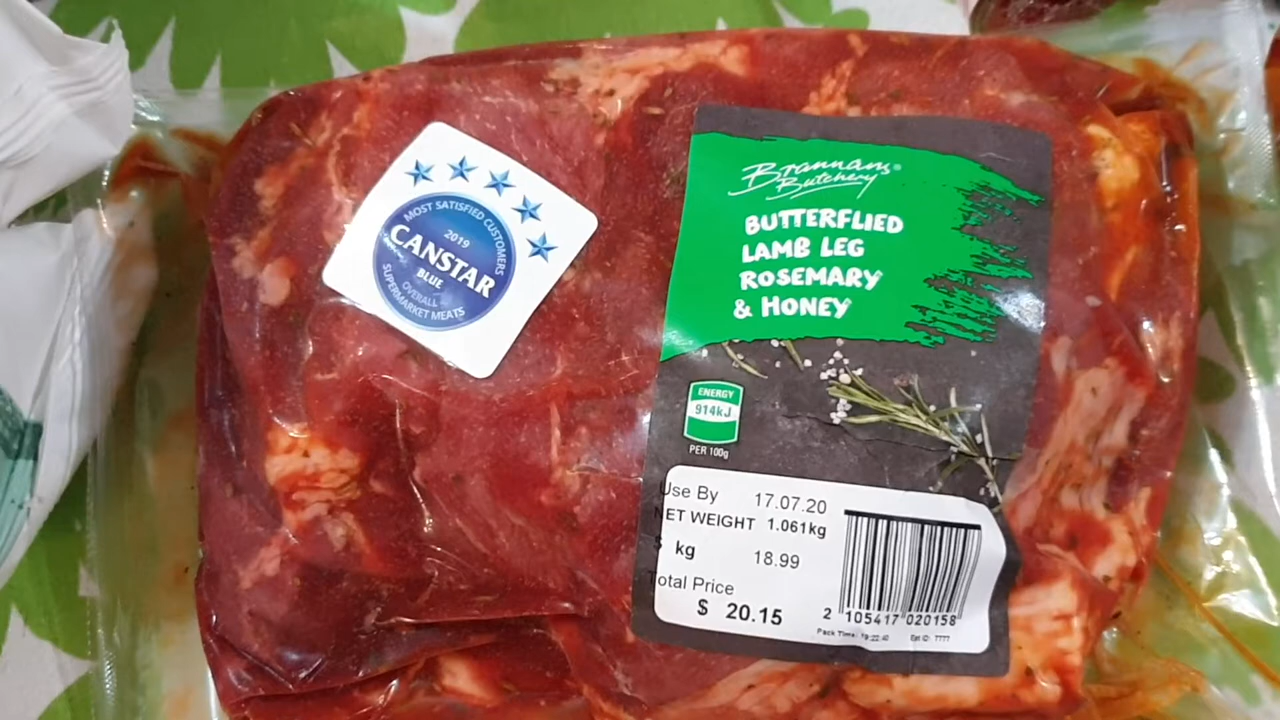 MOST SATISFIED CUSTOMERS
2019
CANSTAR
BLUE
OVERALL –
SUPERMARKET MEATS
Brannans®
Butchery
BUTTERFLIED
LAMB LEG
ROSEMARY
& HONEY
ENERGY
914kJ
PER 100g
Use By 17.07.20
NET WEIGHT 1.061kg
$ kg 18.99
Total Price
$ 20.15
2 105417 020158
Pack Time: